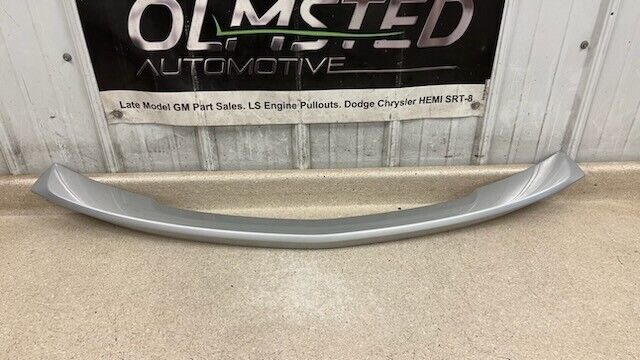 OLMSTED
AUTOMOTIVE
Late Model GM Part Sales. LS Engine Pullouts. Dodge Chrysler HEMI SRT-8